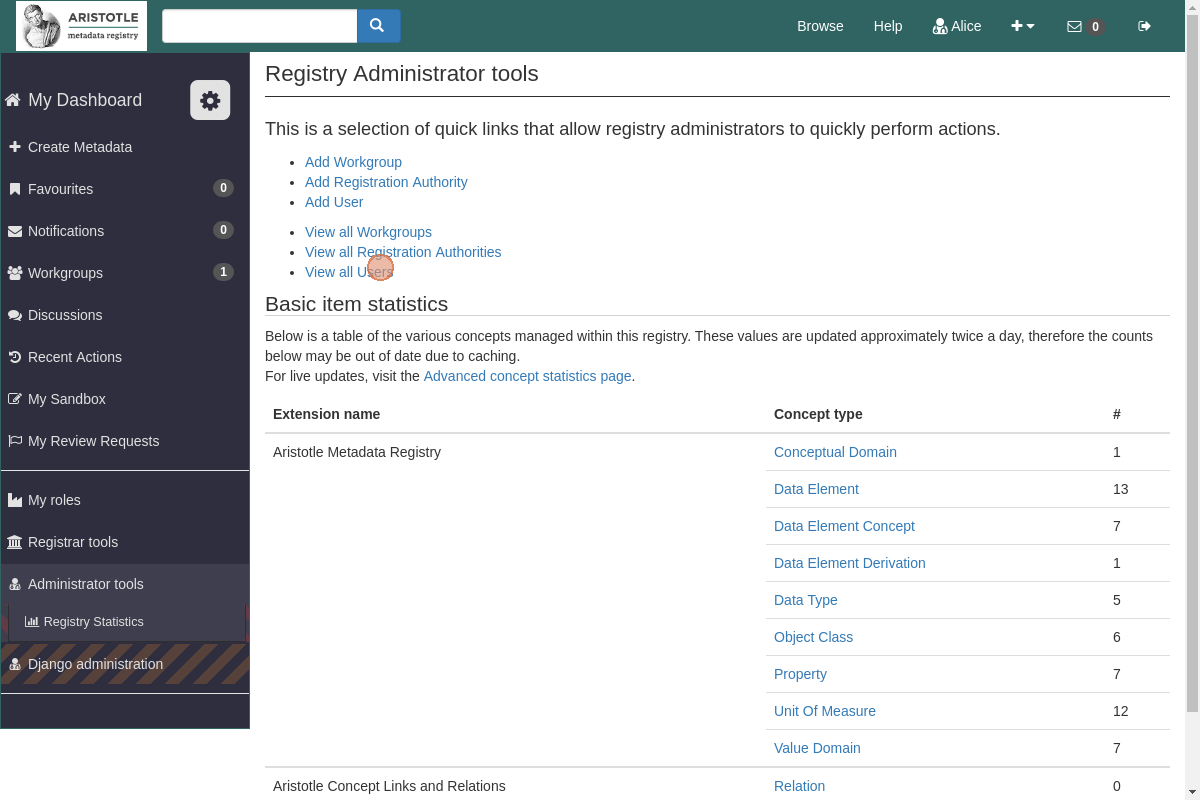 ARISTOTLE
metadata registry
Browse
Help
Alice
0
My Dashboard
Create Metadata
Favourites 0
Notifications 0
Workgroups 1
Discussions
Recent Actions
My Sandbox
My Review Requests
My roles
Registrar tools
Administrator tools
Registry Statistics
Django administration
Registry Administrator tools
This is a selection of quick links that allow registry administrators to quickly perform actions.
Add Workgroup
Add Registration Authority
Add User
View all Workgroups
View all Registration Authorities
View all Users
Basic item statistics
Below is a table of the various concepts managed within this registry. These values are updated approximately twice a day, therefore the counts
below may be out of date due to caching.
For live updates, visit the Advanced concept statistics page.
Extension name Concept type #
Aristotle Metadata Registry Conceptual Domain 1
Data Element 13
Data Element Concept 7
Data Element Derivation 1
Data Type 5
Object Class 6
Property 7
Unit Of Measure 12
Value Domain 7
Aristotle Concept Links and Relations Relation 0